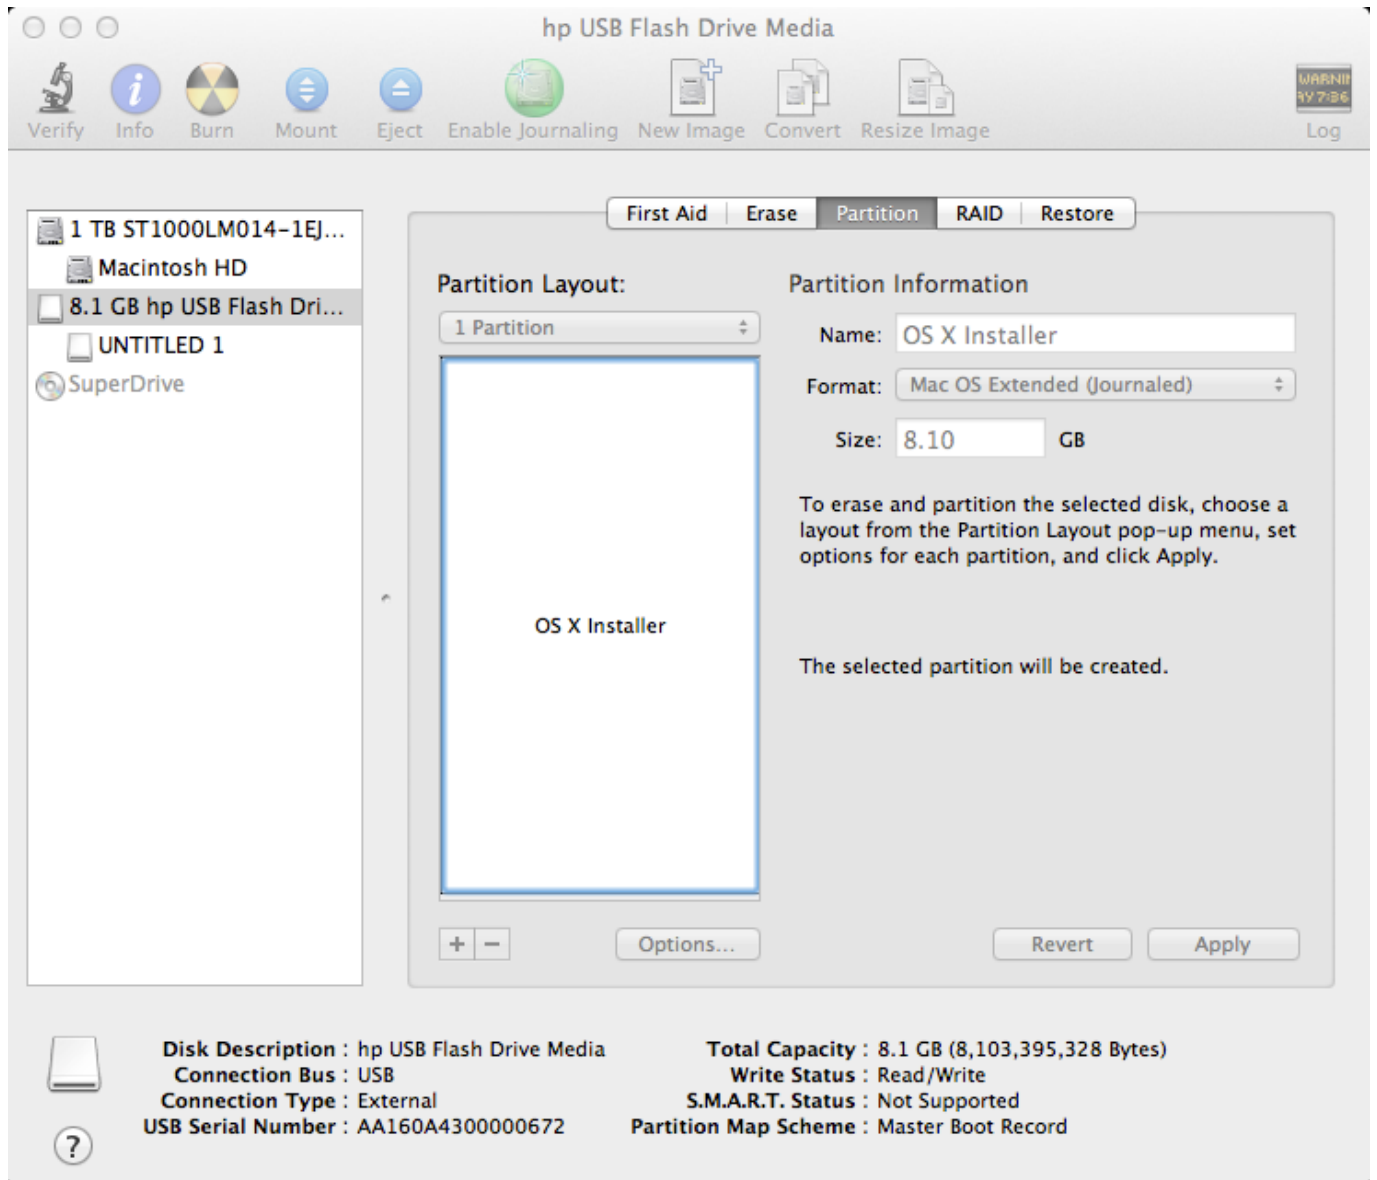 hp USB Flash Drive Media
Verify Info Burn Mount Eject Enable Journaling New Image Convert Resize Image Log
WARNIN
AY 7:36
1 TB ST1000LM014-1EJ...
Macintosh HD
8.1 GB hp USB Flash Dri...
UNTITLED 1
SuperDrive
First Aid Erase Partition RAID Restore
Partition Layout:
1 Partition
OS X Installer
+ − Options...
Partition Information
Name: OS X Installer
Format: Mac OS Extended (Journaled)
Size: 8.10 GB
To erase and partition the selected disk, choose a
layout from the Partition Layout pop-up menu, set
options for each partition, and click Apply.
The selected partition will be created.
Revert Apply
Disk Description : hp USB Flash Drive Media
Connection Bus : USB
Connection Type : External
USB Serial Number : AA160A4300000672
Total Capacity : 8.1 GB (8,103,395,328 Bytes)
Write Status : Read/Write
S.M.A.R.T. Status : Not Supported
Partition Map Scheme : Master Boot Record
?